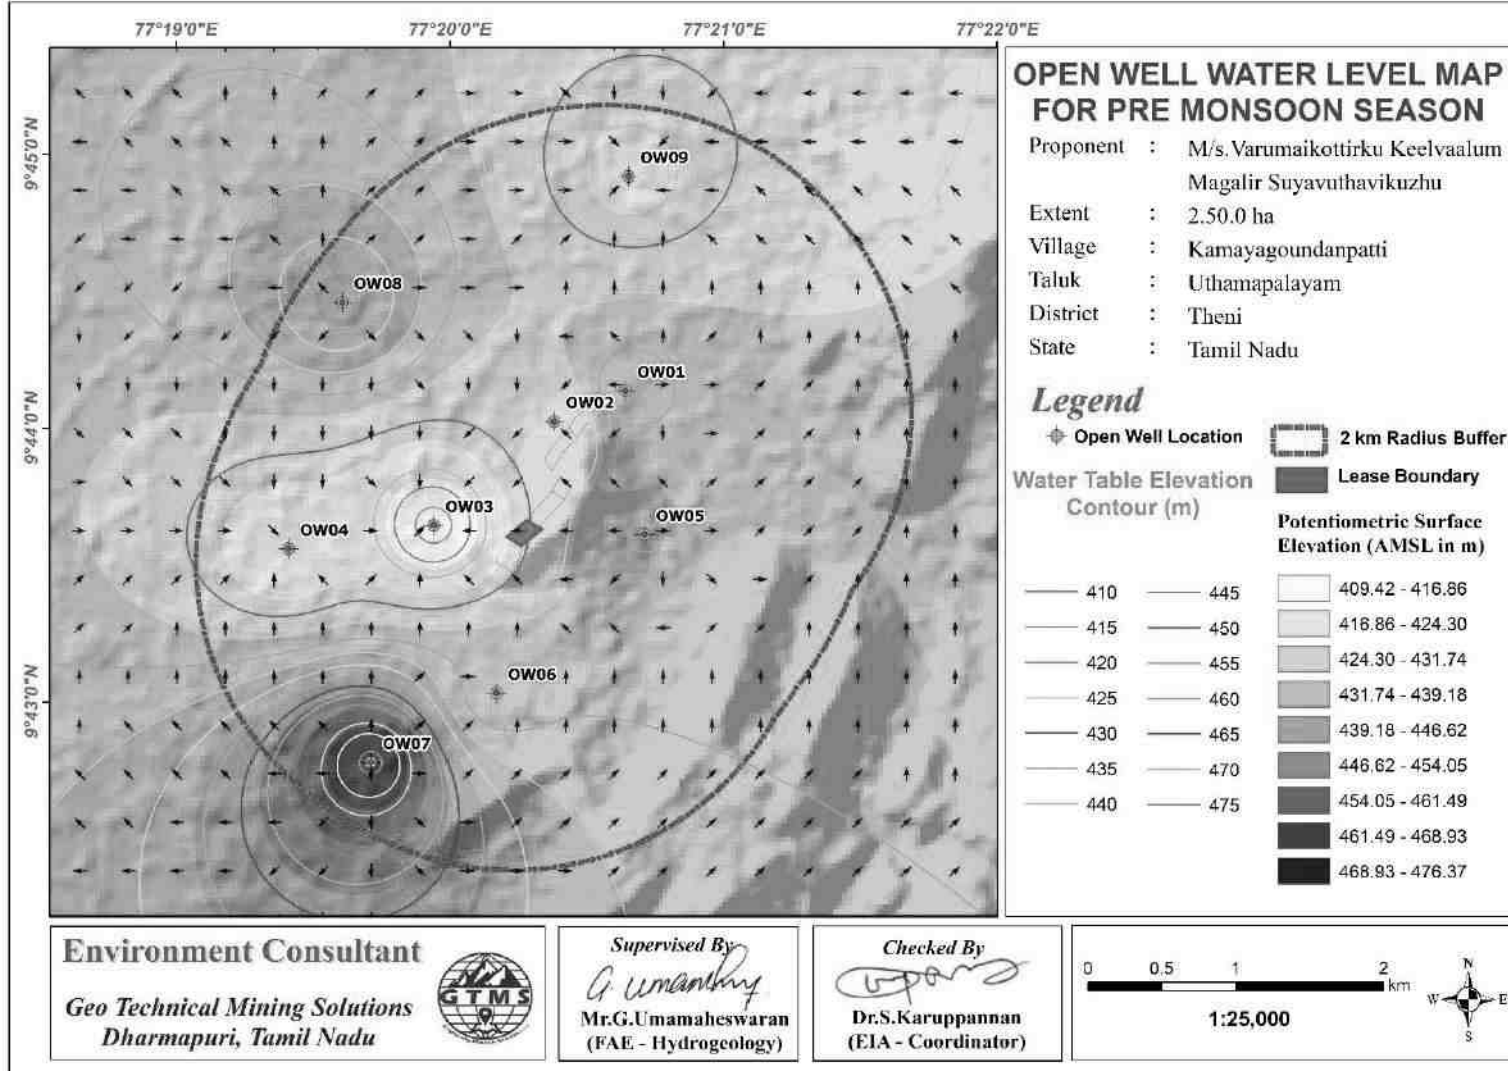 77°19'0"E 77°20'0"E 77°21'0"E 77°22'0"E
9°45'0"N
9°44'0"N
9°43'0"N
OW09
OW08
OW01
OW02
OW03
OW05
OW04
OW06
OW07
OPEN WELL WATER LEVEL MAP
FOR PRE MONSOON SEASON
Proponent : M/s.Varumaikottirku Keelvaalum
Magalir Suyavuthavikuzhu
Extent : 2.50.0 ha
Village : Kamayagoundanpatti
Taluk : Uthamapalayam
District : Theni
State : Tamil Nadu
Legend
Open Well Location
2 km Radius Buffer
Lease Boundary
Water Table Elevation
Contour (m)
410 445
415 450
420 455
425 460
430 465
435 470
440 475
Potentiometric Surface
Elevation (AMSL in m)
409.42 - 416.86
416.86 - 424.30
424.30 - 431.74
431.74 - 439.18
439.18 - 446.62
446.62 - 454.05
454.05 - 461.49
461.49 - 468.93
468.93 - 476.37
Environment Consultant
Geo Technical Mining Solutions
Dharmapuri, Tamil Nadu
GTMS
Supervised By
Mr.G.Umamaheswaran
(FAE - Hydrogeology)
Checked By
Dr.S.Karuppannan
(EIA - Coordinator)
0 0.5 1 2
km
1:25,000
N
W E
S